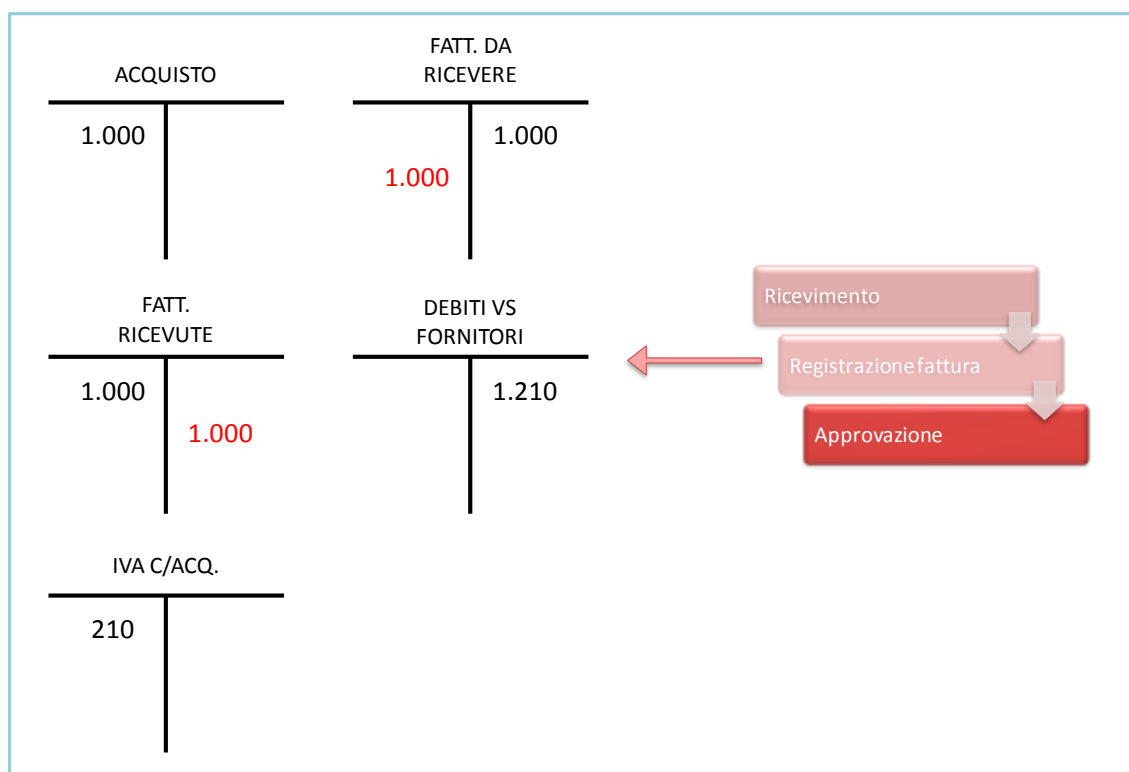 ACQUISTO
FATT. DA
RICEVERE
1.000
1.000
1.000
FATT.
RICEVUTE
DEBITI VS
FORNITORI
1.000
1.210
1.000
IVA C/ACQ.
210
Ricevimento
Registrazione fattura
Approvazione